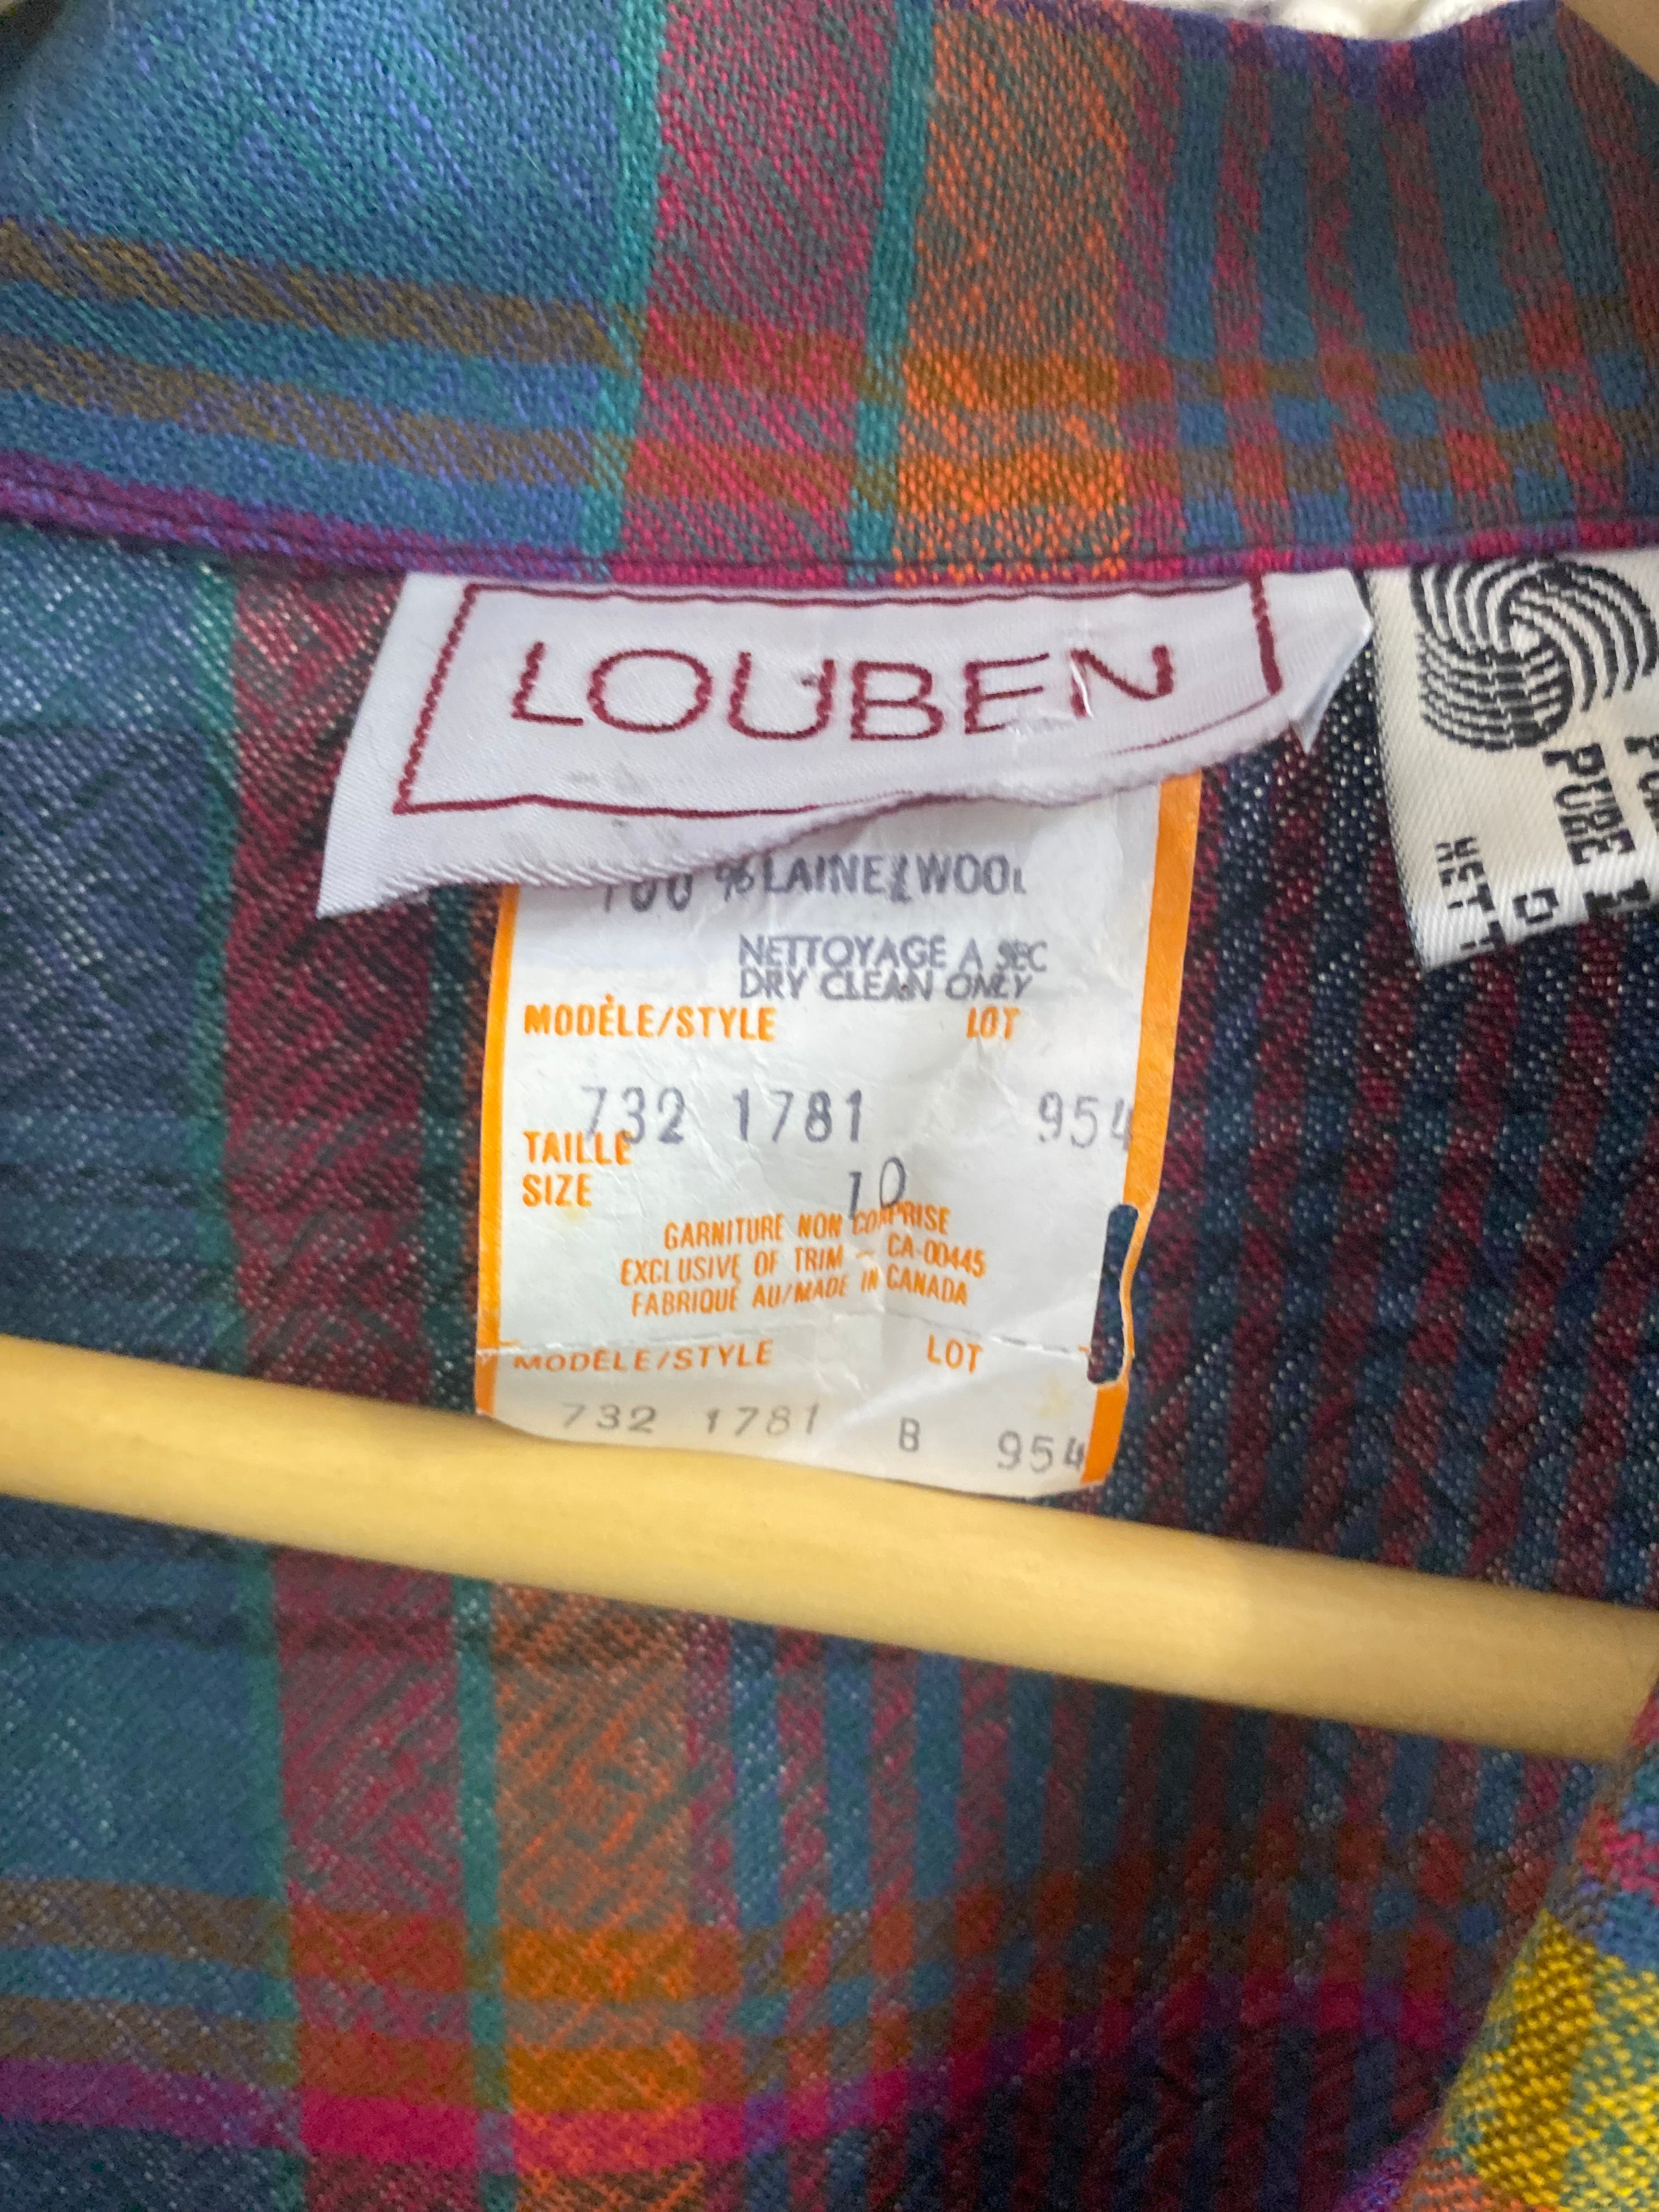 LOUBEN
100 % LAINE/WOOL
NETTOYAGE A SEC
DRY CLEAN ONLY
MODÈLE/STYLE LOT
732 1781 954
TAILLE
SIZE 10
GARNITURE NON COMPRISE
EXCLUSIVE OF TRIM - CA-00445
FABRIQUÉ AU/MADE IN CANADA
MODÈLE/STYLE LOT
732 1781 B 954
PURE